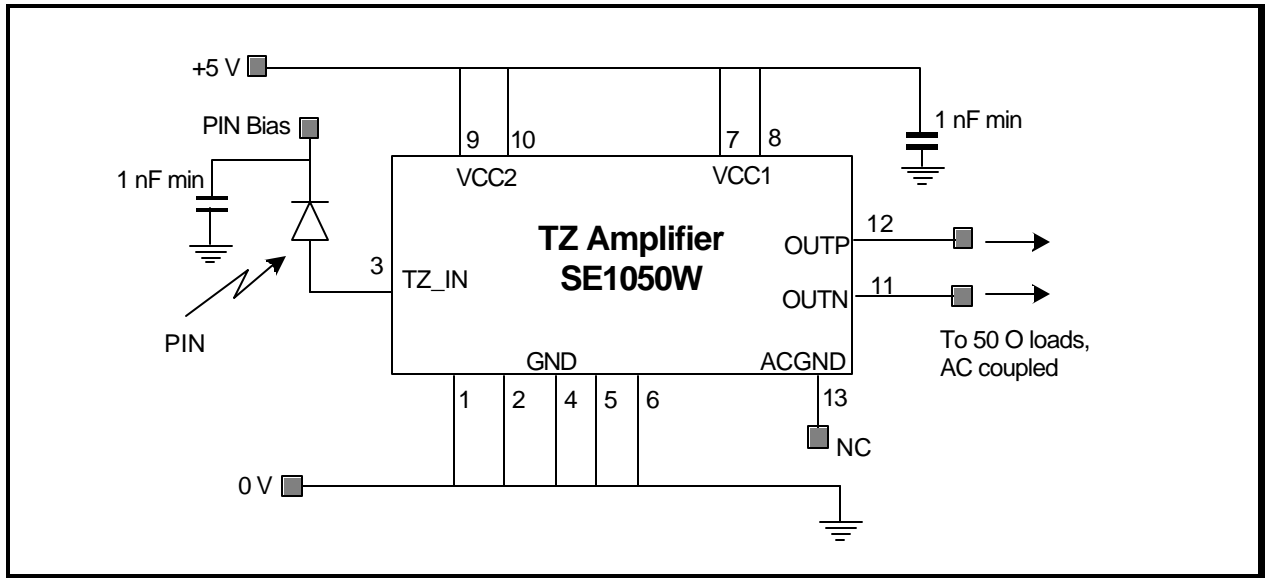 +5 V
PIN Bias
1 nF min
9 10 7 8
1 nF min
VCC2 VCC1
TZ Amplifier
SE1050W
12
OUTP
3
TZ_IN
11
OUTN
PIN
To 50 O loads,
AC coupled
GND ACGND
1 2 4 5 6 13
NC
0 V